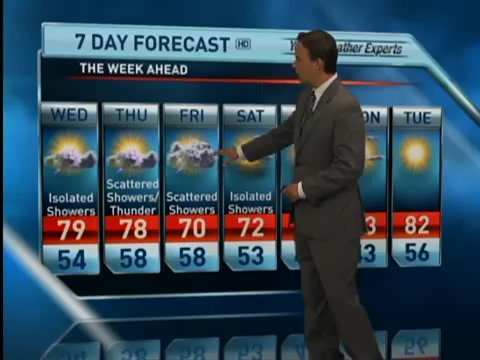 7 DAY FORECAST HD
Weather Experts
THE WEEK AHEAD
WED THU FRI SAT TUE
Isolated Showers
Scattered Showers/ Thunder
Scattered Showers
Isolated Showers
79 78 70 72 82
54 58 58 53 56